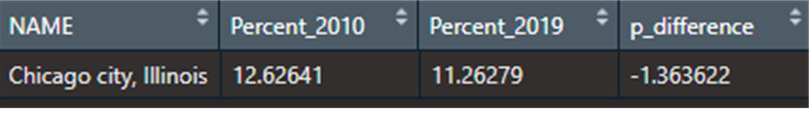 NAME Percent_2010 Percent_2019 p_difference
Chicago city, Illinois 12.62641 11.26279 -1.363622